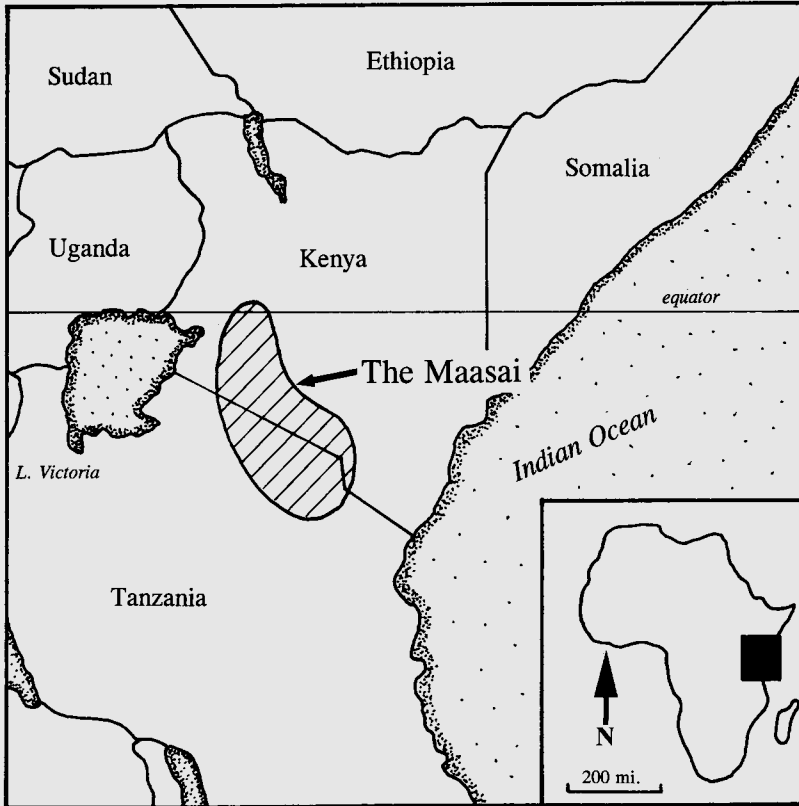 Sudan
Ethiopia
Somalia
Uganda
Kenya
equator
The Maasai
L. Victoria
Indian Ocean
Tanzania
N
200 mi.